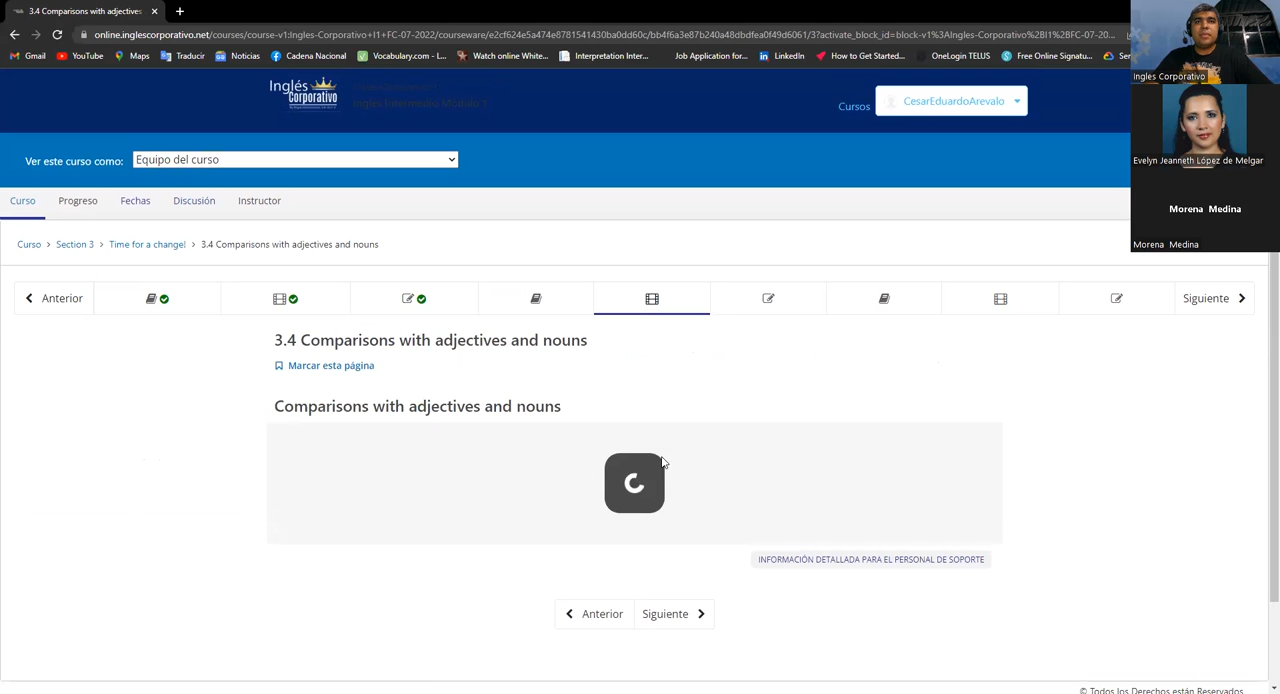 3.4 Comparisons with adjectives
online.inglescorporativo.net/courses/course-v1:Ingles-Corporativo+I1+FC-07-2022/courseware/e2cf624e5a474e8781541430ba0dd60c/bb4f6a3e87b240a48dbdfea0f49d6061/3?activate_block_id=block-v1%3AIngles-Corporativo%2BI1%2BFC-07-20...
Gmail YouTube Maps Traducir Noticias Cadena Nacional Vocabulary.com - L... Watch online White... Interpretation Inter... Job Application for... LinkedIn How to Get Started... OneLogin TELUS Free Online Signatu... Ser
Inglés
Corporativo
Inglés Intermedio Módulo 1
Cursos CesarEduardoArevalo
Ver este curso como: Equipo del curso
Curso Progreso Fechas Discusión Instructor
Curso > Section 3 > Time for a change! > 3.4 Comparisons with adjectives and nouns
Anterior Siguiente
3.4 Comparisons with adjectives and nouns
Marcar esta página
Comparisons with adjectives and nouns
INFORMACIÓN DETALLADA PARA EL PERSONAL DE SOPORTE
Anterior Siguiente
© Todos los Derechos están Reservados
Ingles Corporativo
Evelyn Jeanneth López de Melgar
Morena Medina
Morena Medina